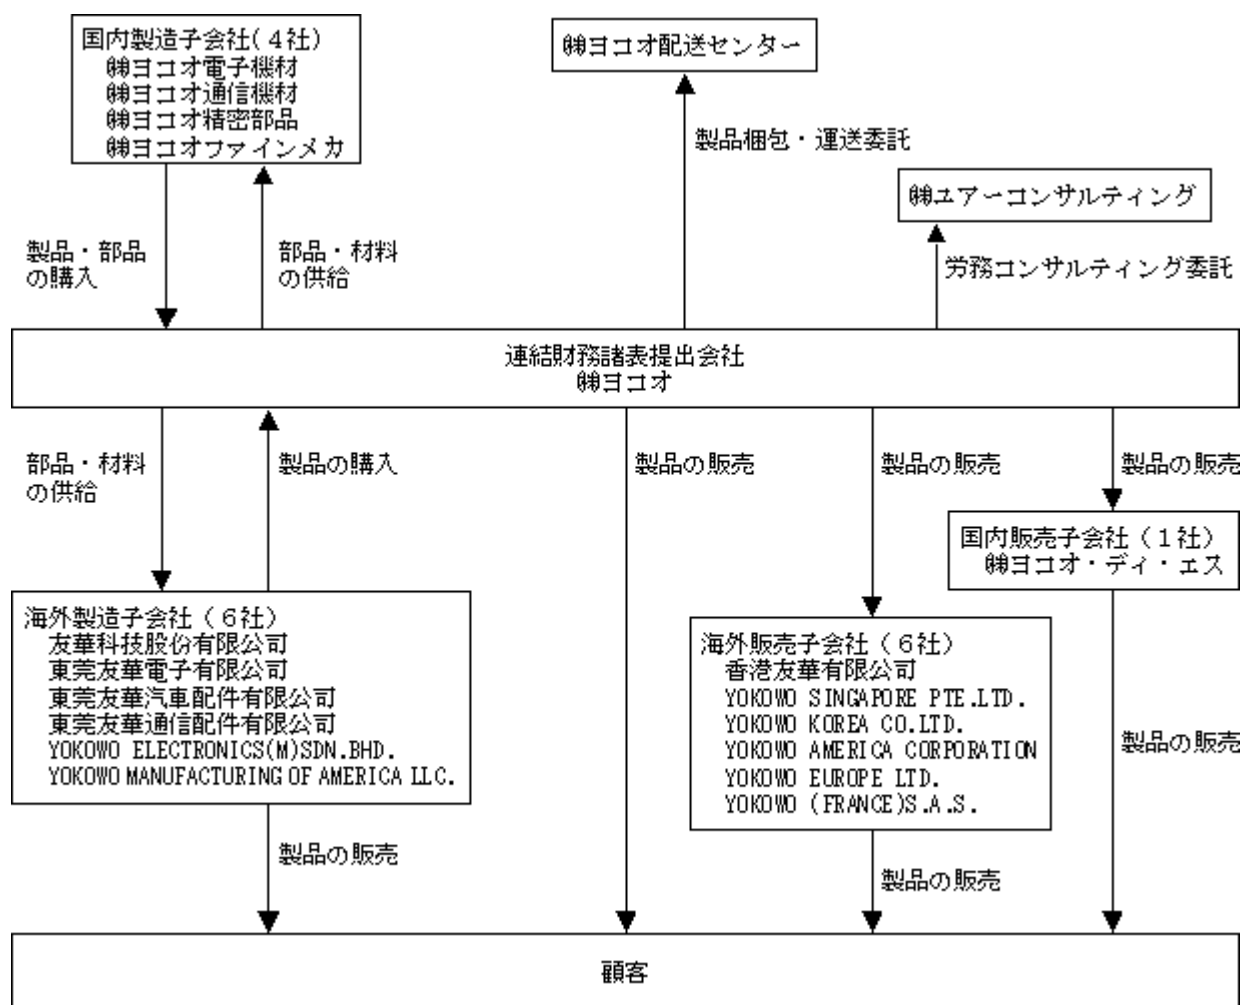 国内製造子会社(４社)
㈱ヨコオ電子機材
㈱ヨコオ通信機材
㈱ヨコオ精密部品
㈱ヨコオファインメカ
㈱ヨコオ配送センター
製品梱包・運送委託
㈱ユアーコンサルティング
製品・部品
の購入
部品・材料
の供給
労務コンサルティング委託
連結財務諸表提出会社
㈱ヨコオ
部品・材料
の供給
製品の購入
製品の販売
製品の販売
製品の販売
国内販売子会社（１社）
㈱ヨコオ・ディ・エス
海外製造子会社（６社）
友華科技股份有限公司
東莞友華電子有限公司
東莞友華汽車配件有限公司
東莞友華通信配件有限公司
YOKOWO ELECTRONICS(M)SDN.BHD.
YOKOWO MANUFACTURING OF AMERICA LLC.
海外販売子会社（６社）
香港友華有限公司
YOKOWO SINGAPORE PTE.LTD.
YOKOWO KOREA CO.LTD.
YOKOWO AMERICA CORPORATION
YOKOWO EUROPE LTD.
YOKOWO (FRANCE)S.A.S.
製品の販売
製品の販売
製品の販売
顧客